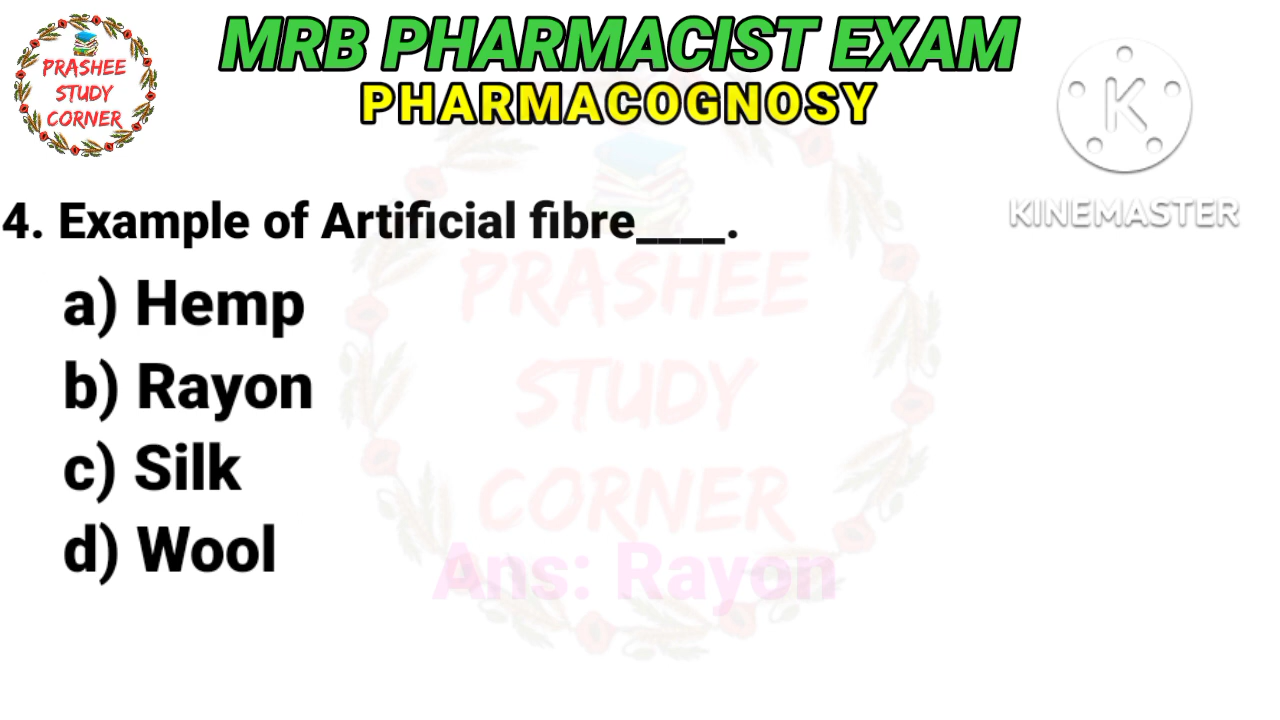 MRB PHARMACIST EXAM
PHARMACOGNOSY
PRASHEE
STUDY
CORNER
K
KINEMASTER
4. Example of Artificial fibre____.
a) Hemp
b) Rayon
c) Silk
d) Wool
PRASHEE
STUDY
CORNER
Ans: Rayon